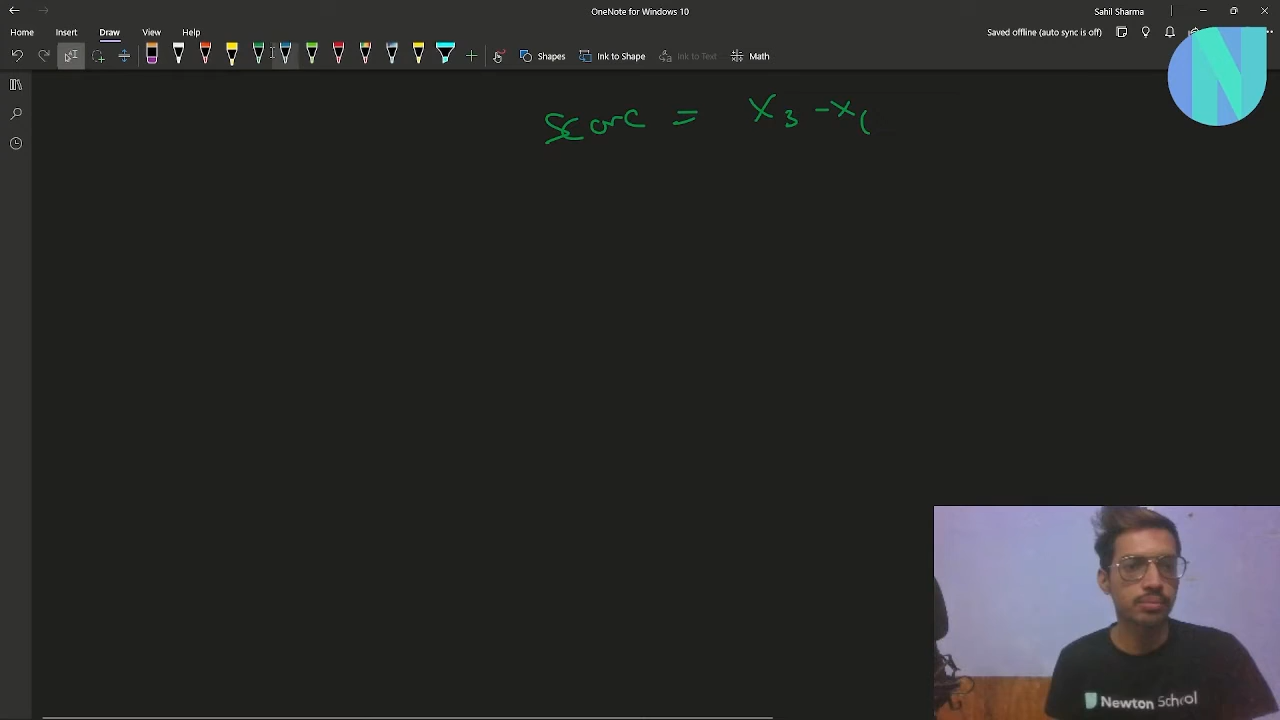 OneNote for Windows 10
Sahil Sharma
Home Insert Draw View Help
Saved offline (auto sync is off)
Shapes Ink to Shape Ink to Text Math
Score = X3 - X1
Newton School